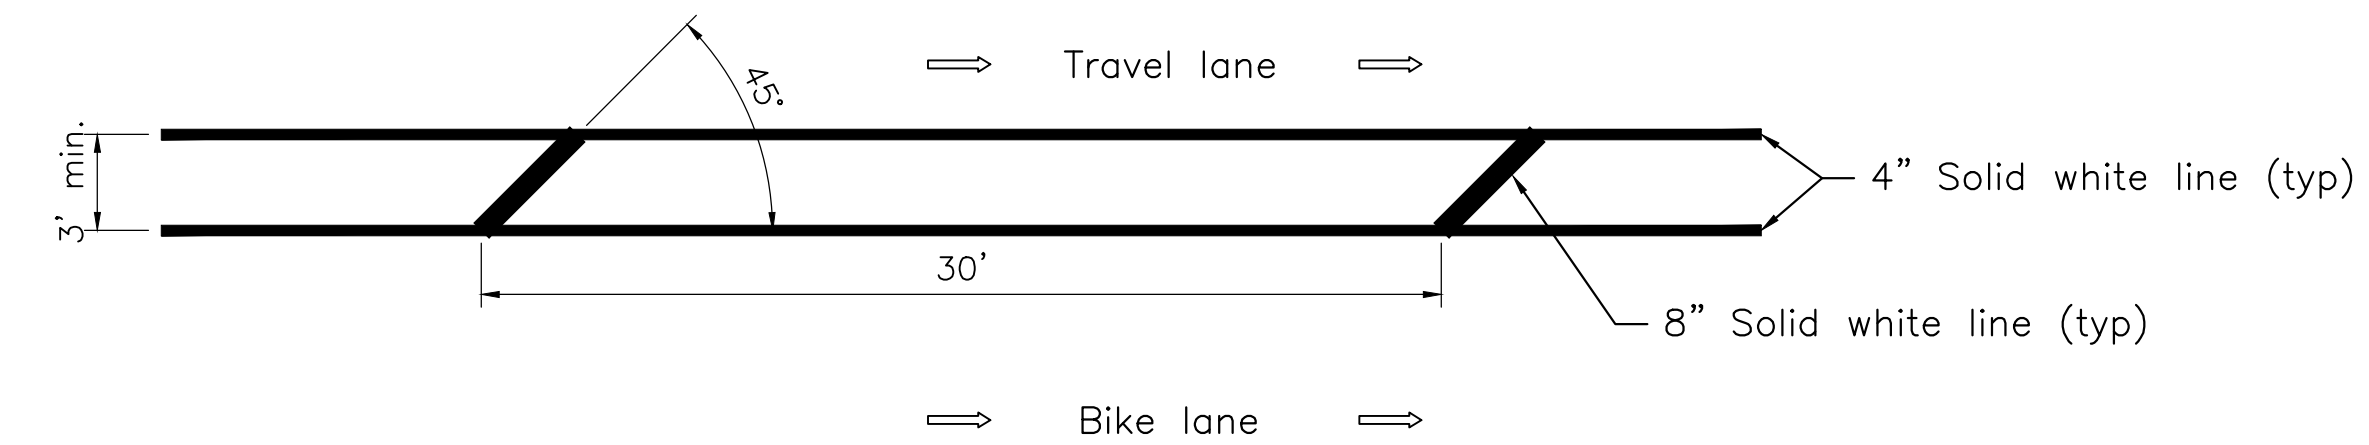 Travel lane
45°
3' min.
4” Solid white line (typ)
30'
8” Solid white line (typ)
Bike lane